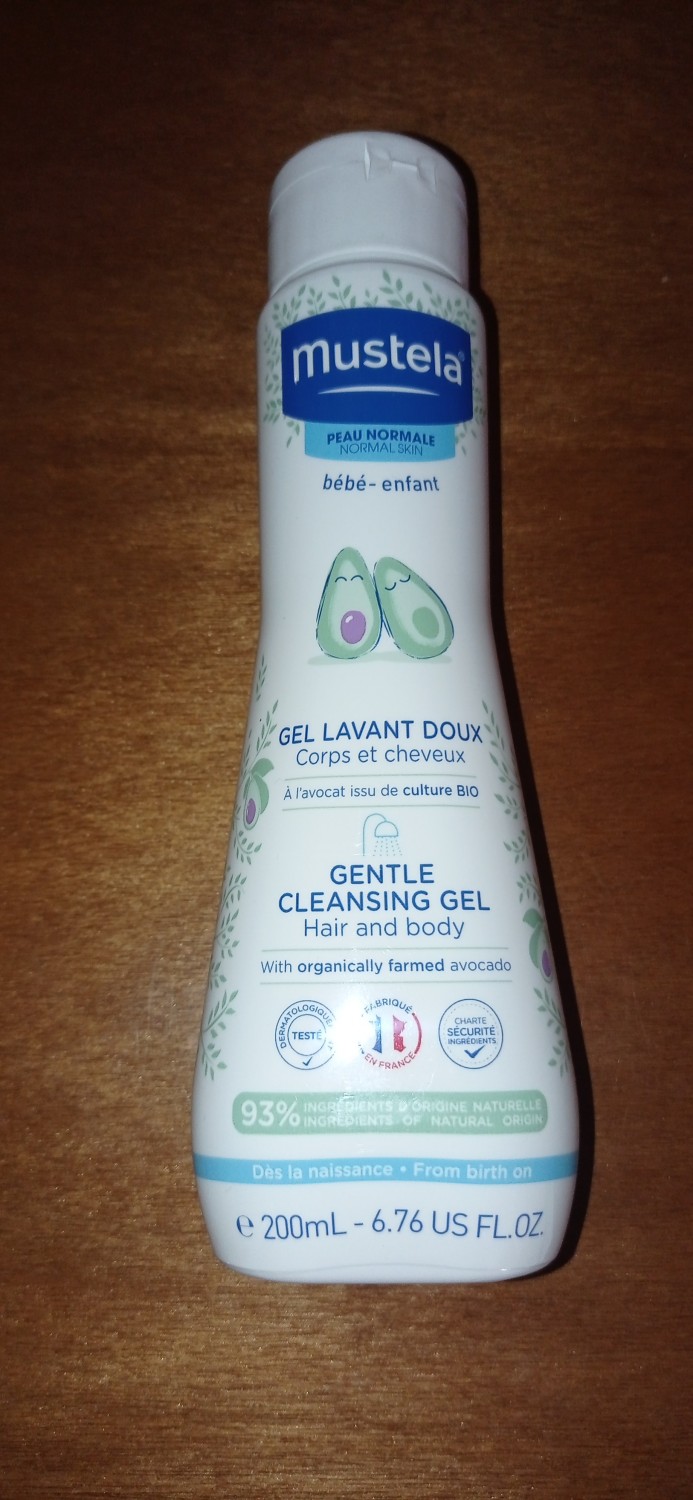 mustela®
PEAU NORMALE
NORMAL SKIN
bébé - enfant
GEL LAVANT DOUX
Corps et cheveux
À l'avocat issu de culture BIO
GENTLE
CLEANSING GEL
Hair and body
With organically farmed avocado
DERMATOLOGIQUE
TESTÉ
FABRIQUÉ
EN FRANCE
CHARTE
SÉCURITÉ
INGRÉDIENTS
93% INGRÉDIENTS D'ORIGINE NATURELLE
INGREDIENTS OF NATURAL ORIGIN
Dès la naissance • From birth on
e 200mL - 6.76 US FL.OZ.